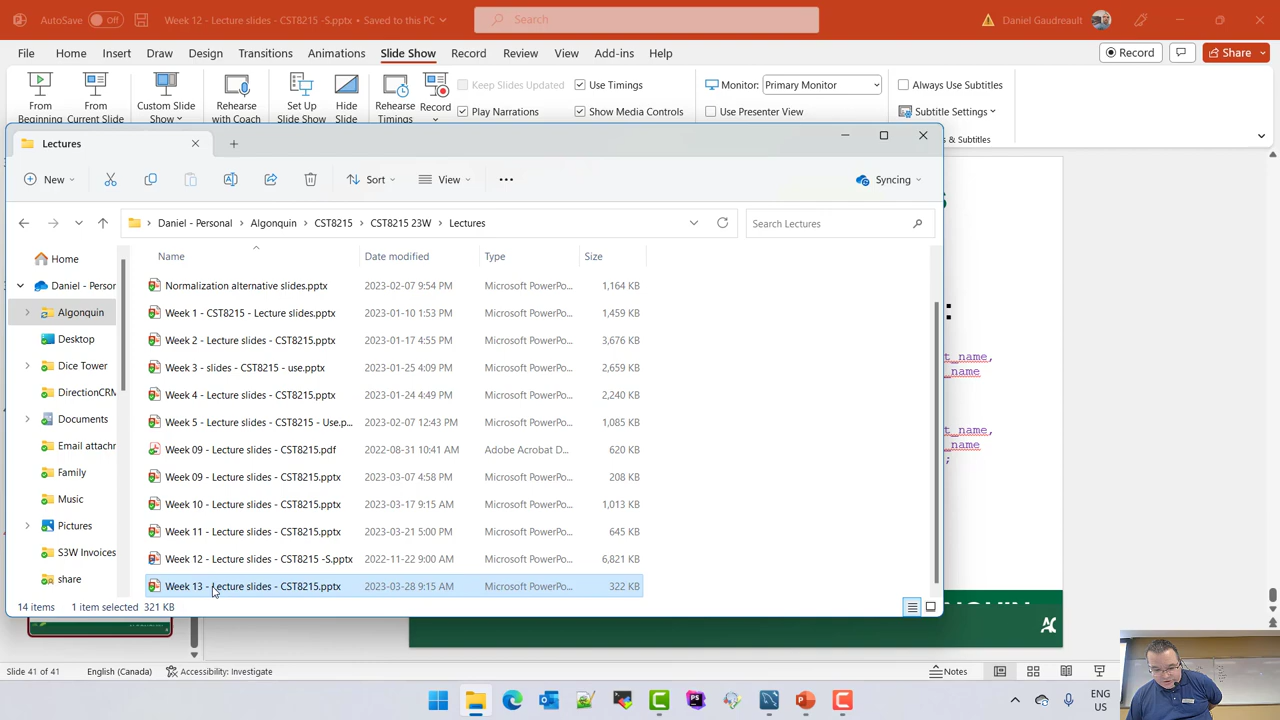 AutoSave Off Week 12 - Lecture slides - CST8215 -S.pptx • Saved to this PC Search Daniel Gaudreault
File Home Insert Draw Design Transitions Animations Slide Show Record Review View Add-ins Help Record Share
From Beginning
From Current Slide
Custom Slide Show
Rehearse with Coach
Set Up Slide Show
Hide Slide
Rehearse Timings
Record
Keep Slides Updated
Play Narrations
Use Timings
Show Media Controls
Monitor: Primary Monitor
Use Presenter View
Always Use Subtitles
Subtitle Settings
s & Subtitles
Lectures
New Sort View Syncing
Daniel - Personal > Algonquin > CST8215 > CST8215 23W > Lectures Search Lectures
Name Date modified Type Size
Home
Daniel - Persor
Algonquin
Desktop
Dice Tower
DirectionCRM
Documents
Email attachr
Family
Music
Pictures
S3W Invoices
share
Normalization alternative slides.pptx 2023-02-07 9:54 PM Microsoft PowerPo... 1,164 KB
Week 1 - CST8215 - Lecture slides.pptx 2023-01-10 1:53 PM Microsoft PowerPo... 1,459 KB
Week 2 - Lecture slides - CST8215.pptx 2023-01-17 4:55 PM Microsoft PowerPo... 3,676 KB
Week 3 - slides - CST8215 - use.pptx 2023-01-25 4:09 PM Microsoft PowerPo... 2,659 KB
Week 4 - Lecture slides - CST8215.pptx 2023-01-24 4:49 PM Microsoft PowerPo... 2,240 KB
Week 5 - Lecture slides - CST8215 - Use.p... 2023-02-07 12:43 PM Microsoft PowerPo... 1,085 KB
Week 09 - Lecture slides - CST8215.pdf 2022-08-31 10:41 AM Adobe Acrobat D... 620 KB
Week 09 - Lecture slides - CST8215.pptx 2023-03-07 4:58 PM Microsoft PowerPo... 208 KB
Week 10 - Lecture slides - CST8215.pptx 2023-03-17 9:15 AM Microsoft PowerPo... 1,013 KB
Week 11 - Lecture slides - CST8215.pptx 2023-03-21 5:00 PM Microsoft PowerPo... 645 KB
Week 12 - Lecture slides - CST8215 -S.pptx 2022-11-22 9:00 AM Microsoft PowerPo... 6,821 KB
Week 13 - Lecture slides - CST8215.pptx 2023-03-28 9:15 AM Microsoft PowerPo... 322 KB
14 items 1 item selected 321 KB
t_name,
t_name
t_name,
t_name
;
Slide 41 of 41 English (Canada) Accessibility: Investigate Notes
ENG
US